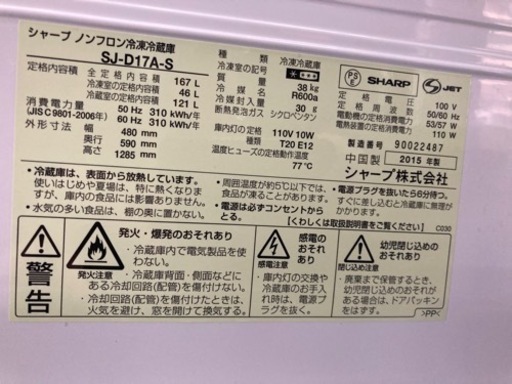 シャープ ノンフロン冷凍冷蔵庫
SJ-D17A-S
定格内容積 全定格内容積 167 L
冷凍室の定格内容積 46 L
冷蔵室の定格内容積 121 L
消費電力量 50 Hz 310 kWh/年
(JISC9801-2006年) 60 Hz 310 kWh/年
外形寸法 幅 480 mm
奥行 590 mm
高さ 1285 mm
種類 冷凍冷蔵庫
冷凍室の記号
質量 38 kg
冷媒名 R600a
冷媒封入量 30 g
断熱発泡ガス シクロペンタン
庫内灯の定格 110V 10W
T20 E12
温度ヒューズの定格動作温度
77℃
PSE SHARP S JET
定格電圧 100 V
定格周波数 50/60 Hz
電動機の定格消費電力 53/57 W
電熱装置の定格消費電力 110 W
製造番号 90022487
中国製 2015 年製
シャープ株式会社
・冷蔵庫は、表面から放熱しています。
使いはじめや夏場は、特に熱くなりますが、庫内の食品には影響ありません。
・水気の多い食品は、棚の奥に置かない。
・周囲温度が約5℃以下では、食品が凍ることがあります。
・電源は必ずコンセントからとる。
・電源プラグを抜いたら6分待つ。
すぐに差し込むと冷蔵庫に無理がかかります。
【くわしくは取扱説明書をご覧ください】
C030
警告
発火注意
発火・爆発のおそれあり
・冷蔵庫内で電気製品を使わない。
・冷蔵庫背面・側面などにある冷却回路(配管)を傷付けない。
・冷却回路(配管)を傷付けたときは、火気を避け、窓を開けて換気する。
感電注意
感電のおそれあり
・庫内灯の交換や冷蔵庫のお手入れ時は、電源プラグを抜く。
閉じ込め注意
幼児閉じ込めのおそれあり
・廃棄まで保管するとき、幼児閉じ込めのおそれがある場合は、ドアパッキンをはずす。
>PP<